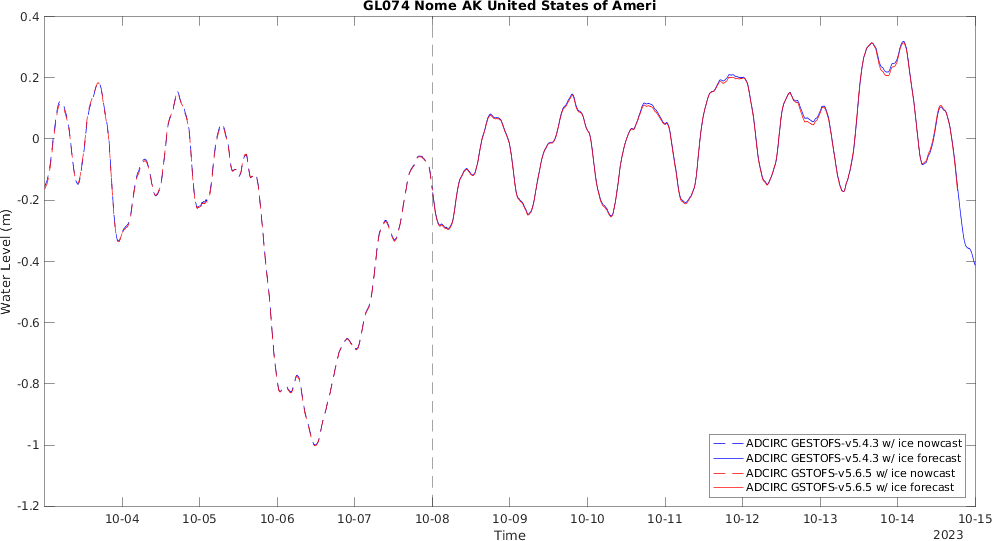 GL074 Nome AK United States of Ameri
0.4
0.2
0
-0.2
-0.4
-0.6
-0.8
-1
-1.2
Water Level (m)
ADCIRC GESTOFS-v5.4.3 w/ ice nowcast
ADCIRC GESTOFS-v5.4.3 w/ ice forecast
ADCIRC GSTOFS-v5.6.5 w/ ice nowcast
ADCIRC GSTOFS-v5.6.5 w/ ice forecast
10-04 10-05 10-06 10-07 10-08 10-09 10-10 10-11 10-12 10-13 10-14 10-15
Time 2023